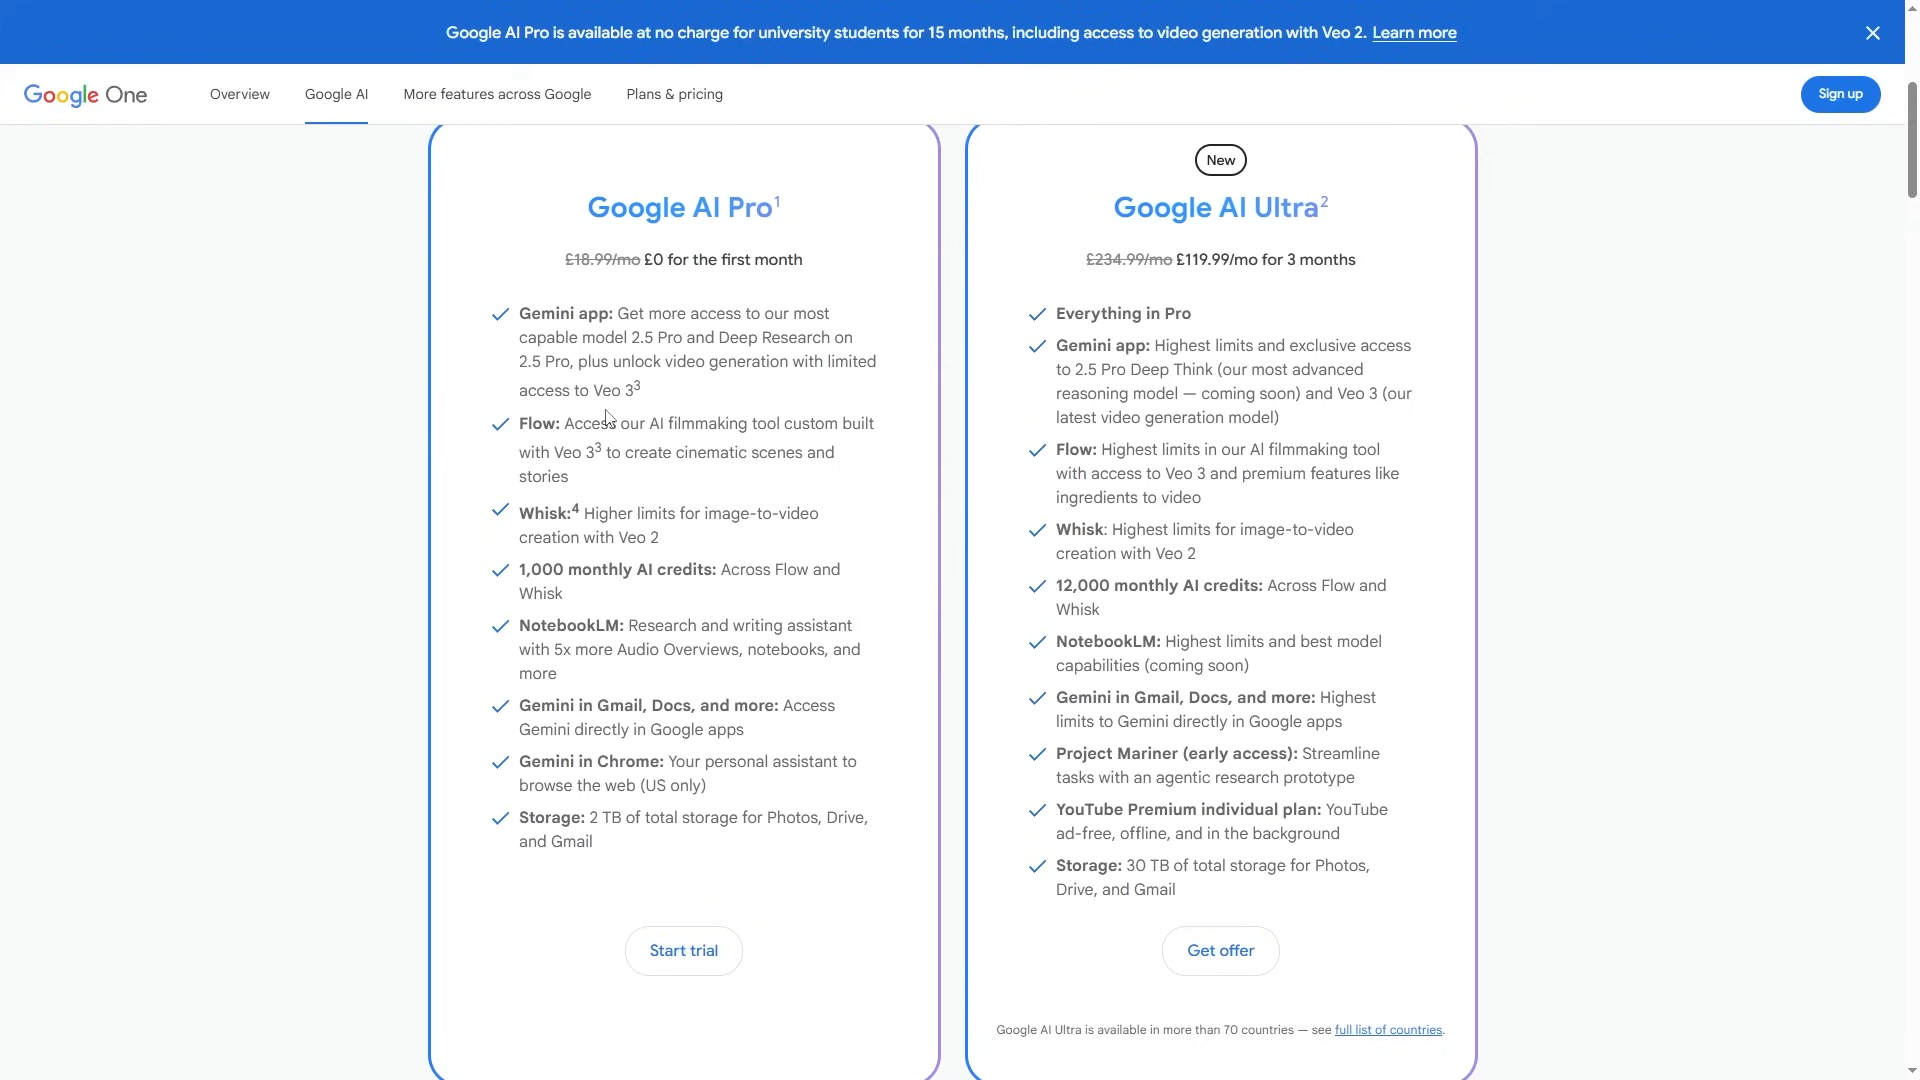 Google AI Pro is available at no charge for university students for 15 months, including access to video generation with Veo 2. Learn more
Google One
Overview
Google AI
More features across Google
Plans & pricing
Sign up
Google AI Pro¹
£18.99/mo £0 for the first month
Gemini app: Get more access to our most
capable model 2.5 Pro and Deep Research on
2.5 Pro, plus unlock video generation with limited
access to Veo 3³
Flow: Access our AI filmmaking tool custom built
with Veo 3³ to create cinematic scenes and
stories
Whisk:⁴ Higher limits for image-to-video
creation with Veo 2
1,000 monthly AI credits: Across Flow and
Whisk
NotebookLM: Research and writing assistant
with 5x more Audio Overviews, notebooks, and
more
Gemini in Gmail, Docs, and more: Access
Gemini directly in Google apps
Gemini in Chrome: Your personal assistant to
browse the web (US only)
Storage: 2 TB of total storage for Photos, Drive,
and Gmail
Start trial
New
Google AI Ultra²
£234.99/mo £119.99/mo for 3 months
Everything in Pro
Gemini app: Highest limits and exclusive access
to 2.5 Pro Deep Think (our most advanced
reasoning model — coming soon) and Veo 3 (our
latest video generation model)
Flow: Highest limits in our AI filmmaking tool
with access to Veo 3 and premium features like
ingredients to video
Whisk: Highest limits for image-to-video
creation with Veo 2
12,000 monthly AI credits: Across Flow and
Whisk
NotebookLM: Highest limits and best model
capabilities (coming soon)
Gemini in Gmail, Docs, and more: Highest
limits to Gemini directly in Google apps
Project Mariner (early access): Streamline
tasks with an agentic research prototype
YouTube Premium individual plan: YouTube
ad-free, offline, and in the background
Storage: 30 TB of total storage for Photos,
Drive, and Gmail
Get offer
Google AI Ultra is available in more than 70 countries — see full list of countries.